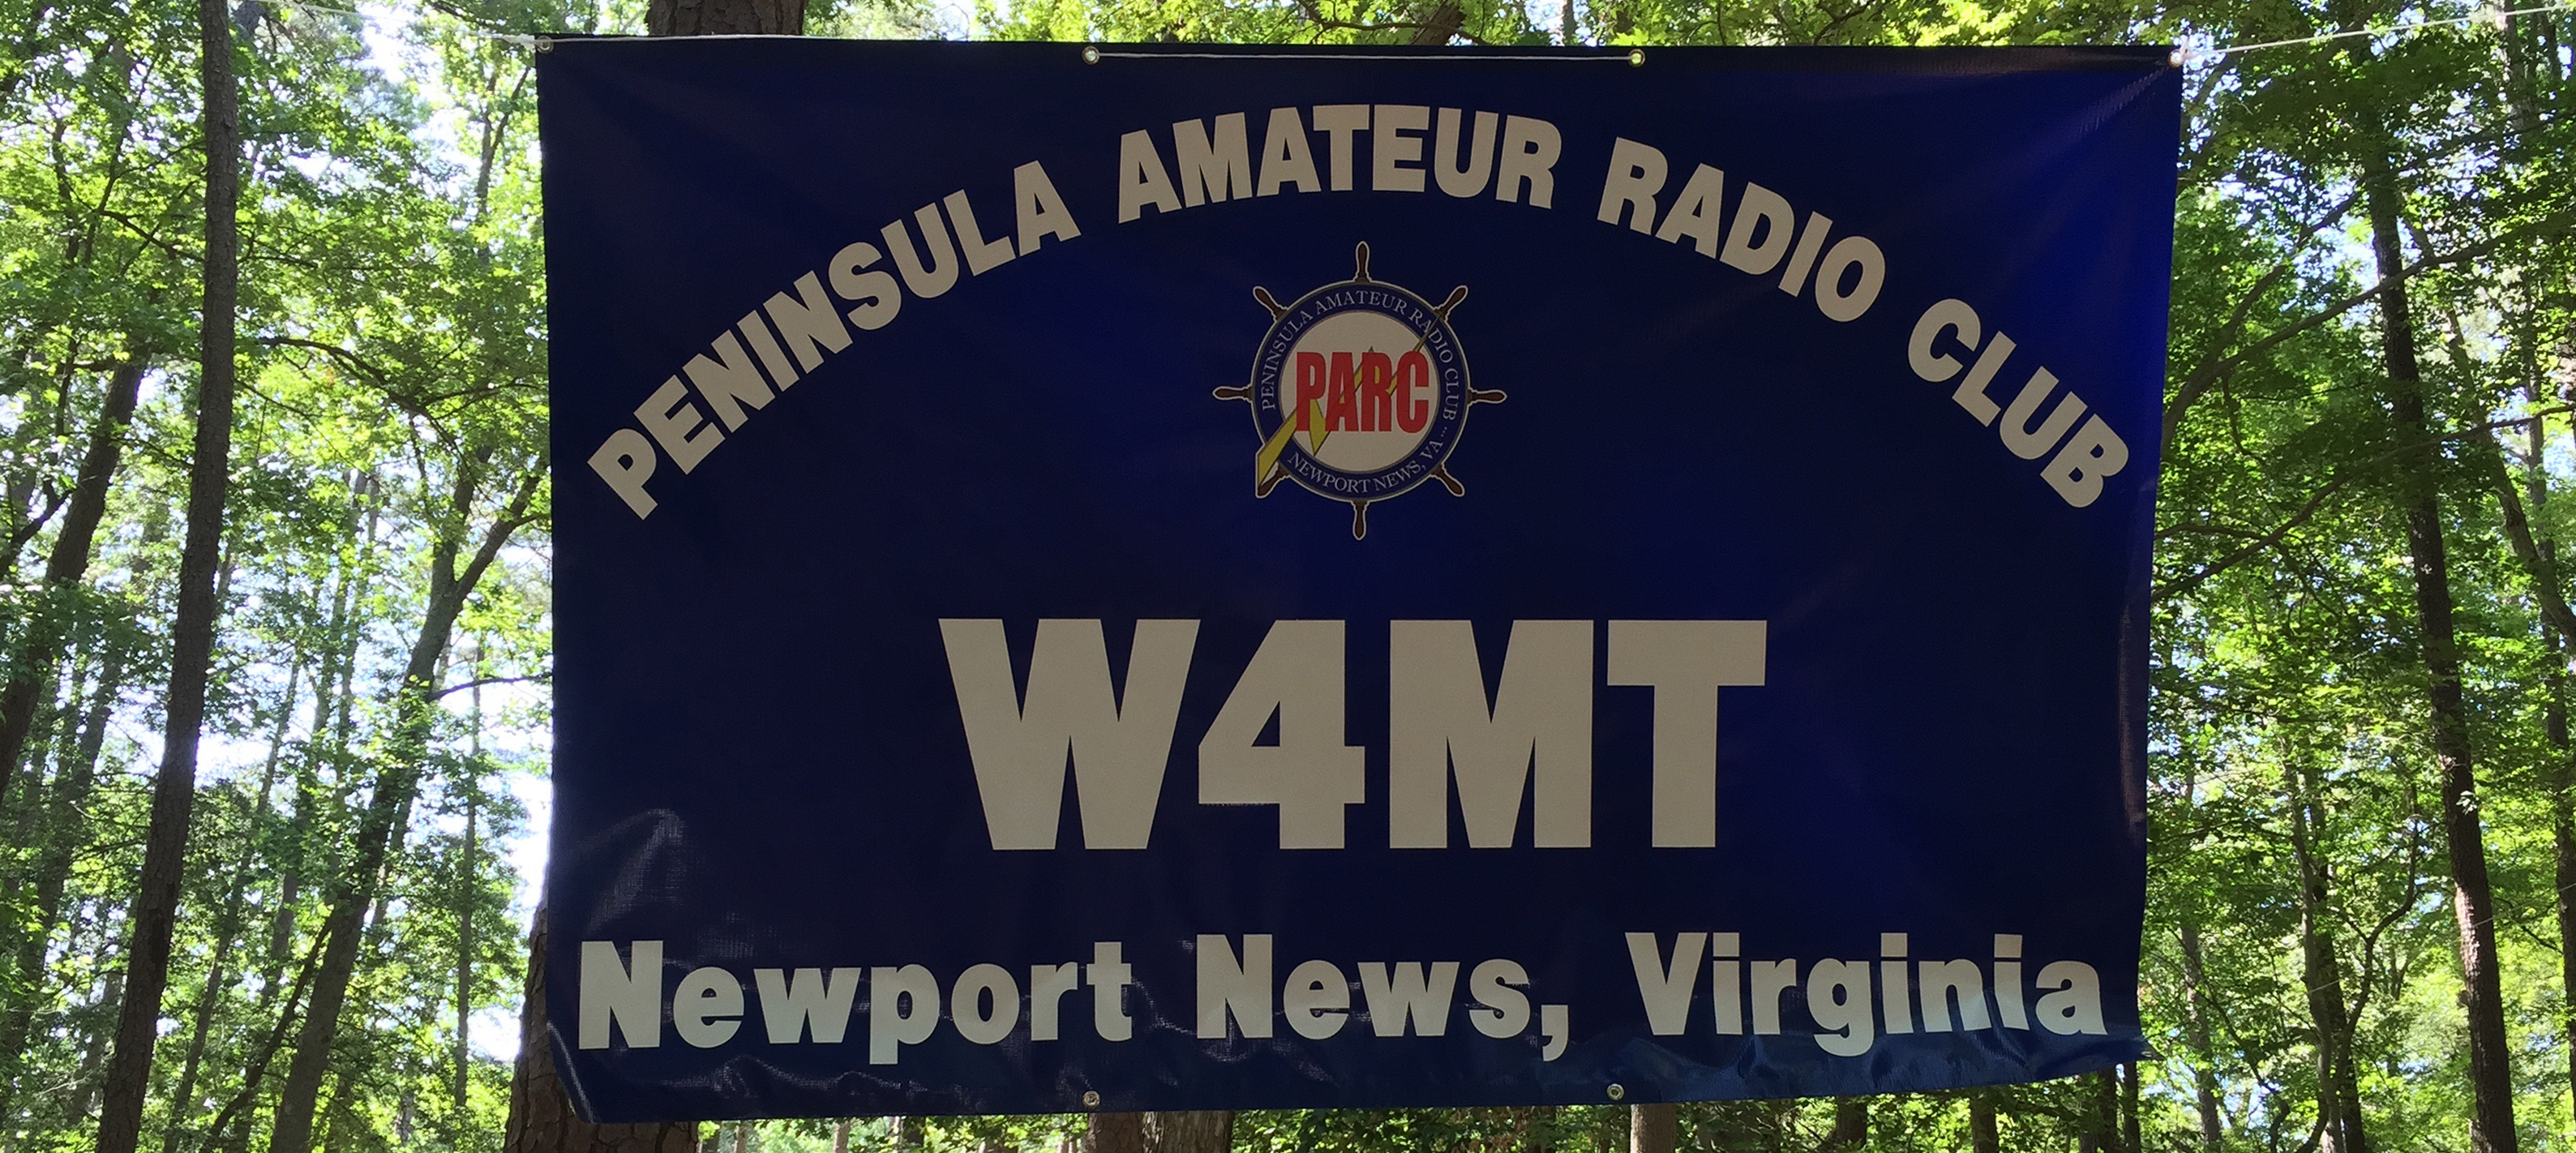 PENINSULA AMATEUR RADIO CLUB
PENINSULA AMATEUR RADIO CLUB ...
PARC
NEWPORT NEWS, VA
W4MT
Newport News, Virginia